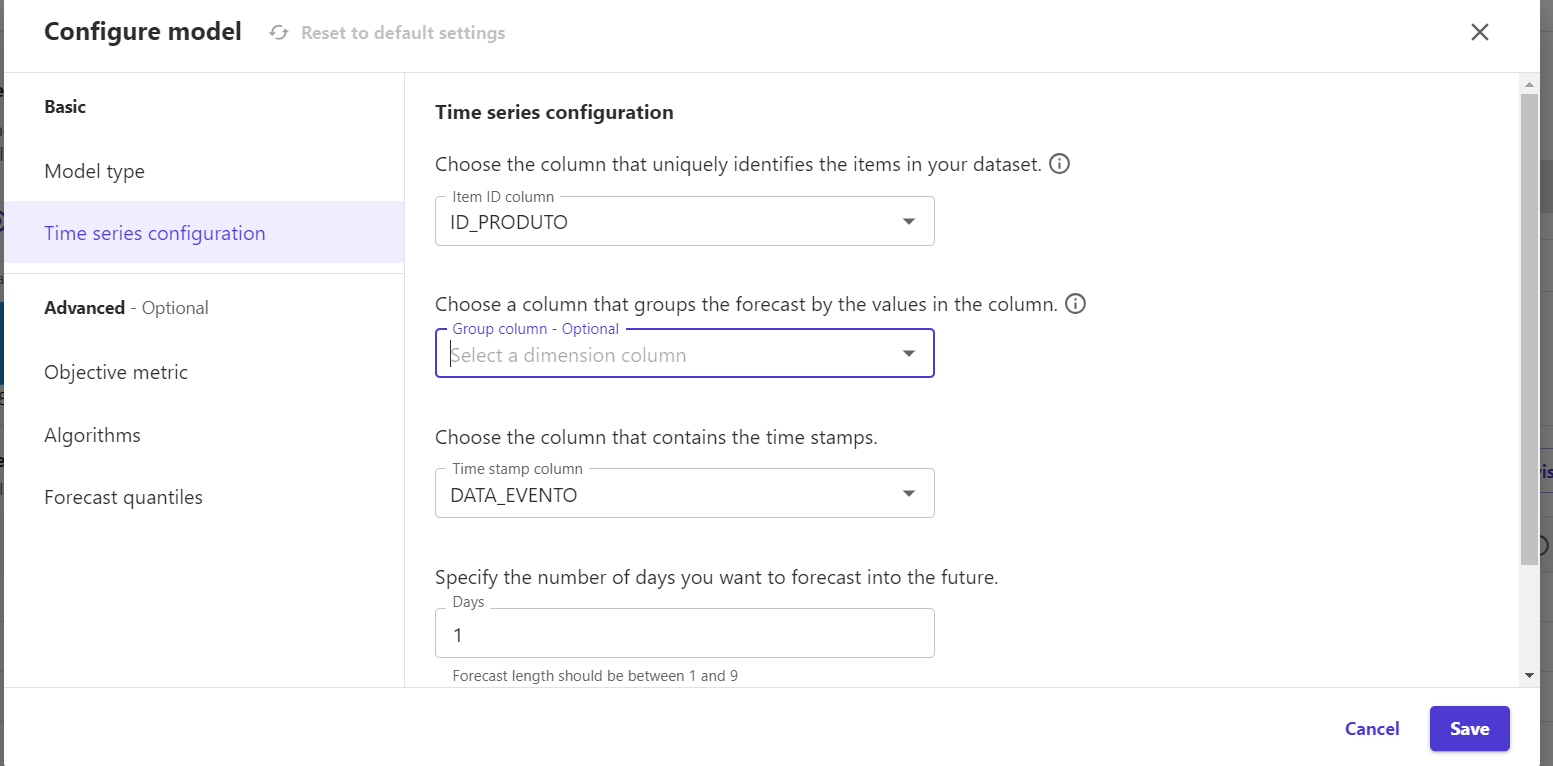 Configure model
Reset to default settings
Basic
Model type
Time series configuration
Advanced - Optional
Objective metric
Algorithms
Forecast quantiles
Time series configuration
Choose the column that uniquely identifies the items in your dataset.
Item ID column
ID_PRODUTO
Choose a column that groups the forecast by the values in the column.
Group column - Optional
Select a dimension column
Choose the column that contains the time stamps.
Time stamp column
DATA_EVENTO
Specify the number of days you want to forecast into the future.
Days
1
Forecast length should be between 1 and 9
Cancel
Save